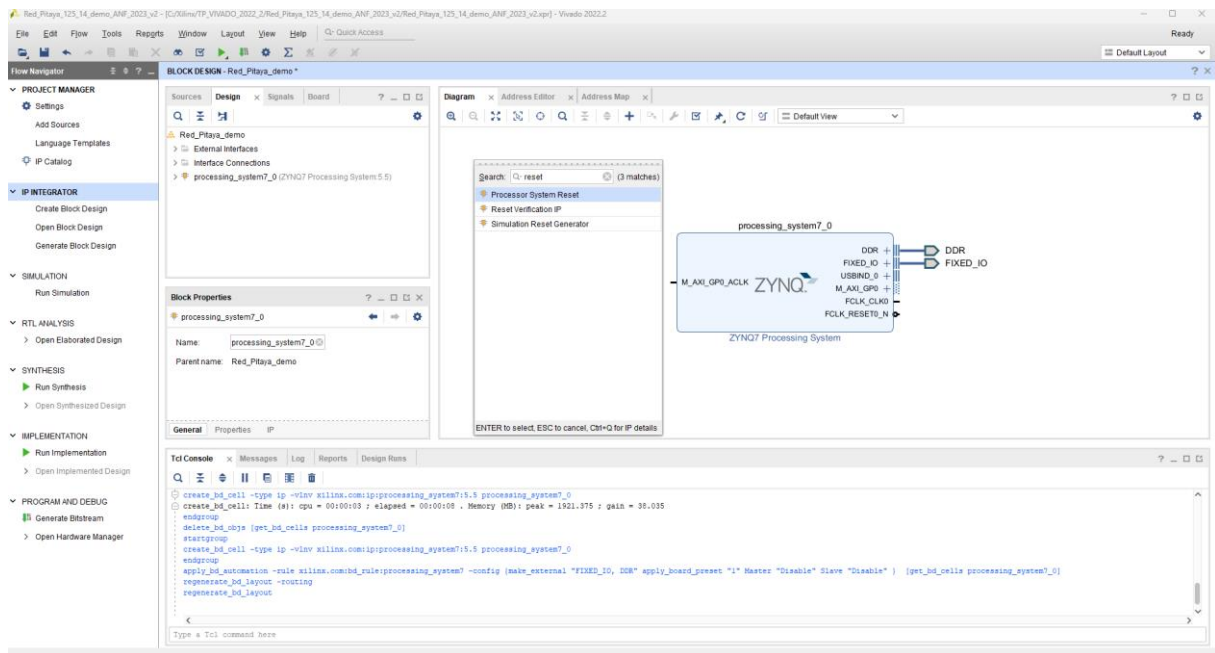 Red_Pitaya_125_14_demo_ANF_2023_v2 - [C:/Xilinx/TP_VIVADO_2022_2/Red_Pitaya_125_14_demo_ANF_2023_v2/Red_Pitaya_125_14_demo_ANF_2023_v2.xpr] - Vivado 2022.2
File Edit Flow Tools Reports Window Layout View Help Quick Access Ready
Default Layout
Flow Navigator
PROJECT MANAGER
Settings
Add Sources
Language Templates
IP Catalog
IP INTEGRATOR
Create Block Design
Open Block Design
Generate Block Design
SIMULATION
Run Simulation
RTL ANALYSIS
Open Elaborated Design
SYNTHESIS
Run Synthesis
Open Synthesized Design
IMPLEMENTATION
Run Implementation
Open Implemented Design
PROGRAM AND DEBUG
Generate Bitstream
Open Hardware Manager
BLOCK DESIGN - Red_Pitaya_demo *
Sources Design Signals Board
Red_Pitaya_demo
External Interfaces
Interface Connections
processing_system7_0 (ZYNQ7 Processing System:5.5)
Block Properties
processing_system7_0
Name: processing_system7_0
Parent name: Red_Pitaya_demo
General Properties IP
Diagram Address Editor Address Map
Default View
Search: reset (3 matches)
Processor System Reset
Reset Verification IP
Simulation Reset Generator
ENTER to select, ESC to cancel, Ctrl+Q for IP details
processing_system7_0
M_AXI_GP0_ACLK
ZYNQ
DDR
FIXED_IO
USBIND_0
M_AXI_GP0
FCLK_CLK0
FCLK_RESET0_N
DDR
FIXED_IO
ZYNQ7 Processing System
Tcl Console Messages Log Reports Design Runs
create_bd_cell -type ip -vlnv xilinx.com:ip:processing_system7:5.5 processing_system7_0
create_bd_cell: Time (s): cpu = 00:00:03 ; elapsed = 00:00:08 . Memory (MB): peak = 1921.375 ; gain = 38.035
endgroup
delete_bd_objs [get_bd_cells processing_system7_0]
startgroup
create_bd_cell -type ip -vlnv xilinx.com:ip:processing_system7:5.5 processing_system7_0
endgroup
apply_bd_automation -rule xilinx.com:bd_rule:processing_system7 -config {make_external "FIXED_IO, DDR" apply_board_preset "1" Master "Disable" Slave "Disable" } [get_bd_cells processing_system7_0]
regenerate_bd_layout -routing
regenerate_bd_layout
Type a Tcl command here